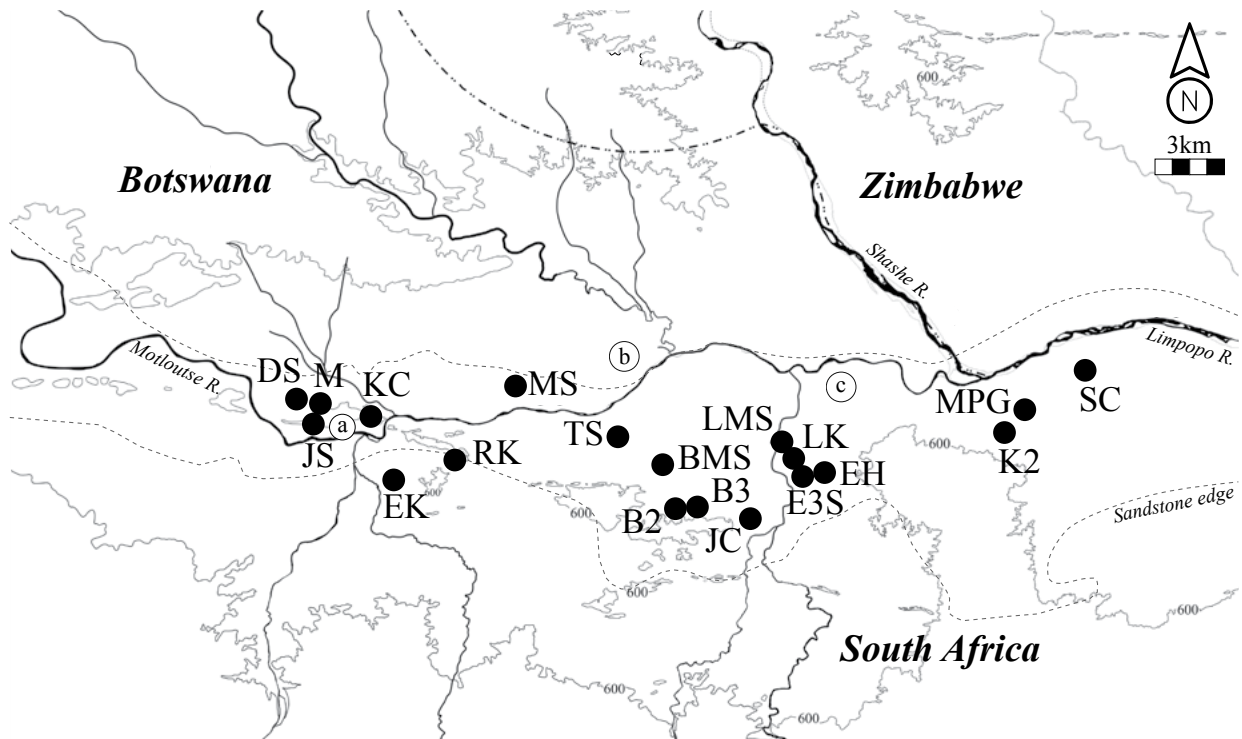 600
N
3km
Botswana
Zimbabwe
Shashe R.
Limpopo R.
Motloutse R.
b
c
DS
M
KC
MS
MPG
SC
a
JS
TS
LMS
LK
K2
600
RK
BMS
EH
EK
600
E3S
B3
600
B2
JC
Sandstone edge
600
600
South Africa
600
600